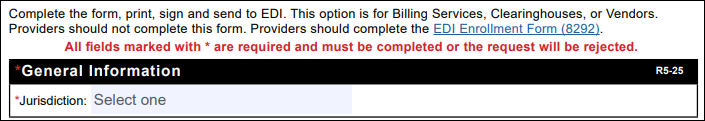 Complete the form, print, sign and send to EDI. This option is for Billing Services, Clearinghouses, or Vendors.
Providers should not complete this form. Providers should complete the EDI Enrollment Form (8292).
All fields marked with * are required and must be completed or the request will be rejected.
*General Information R5-25
*Jurisdiction: Select one